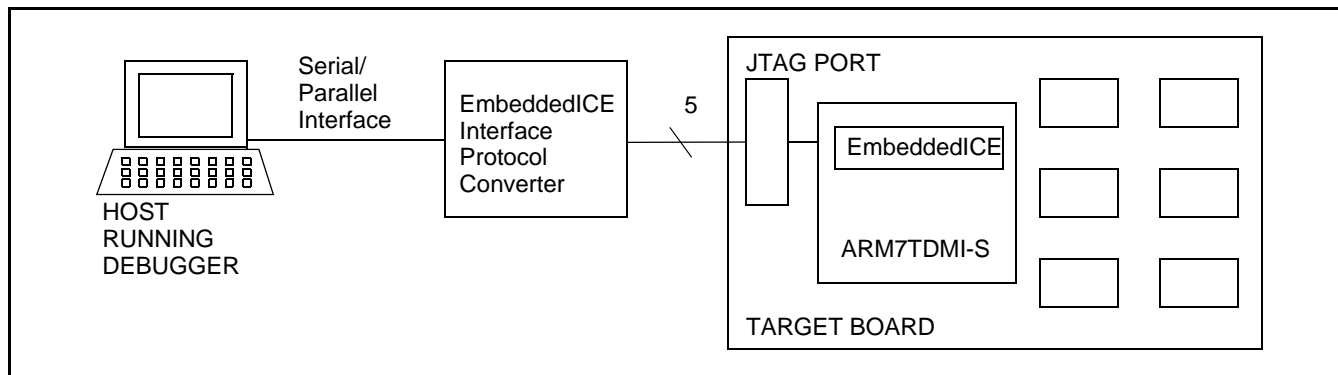 Serial/
Parallel
Interface
HOST
RUNNING
DEBUGGER
EmbeddedICE
Interface
Protocol
Converter
5
JTAG PORT
EmbeddedICE
ARM7TDMI-S
TARGET BOARD